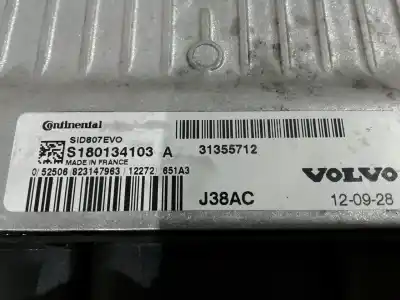 Continental
SID807EVO
S180134103 A
MADE IN FRANCE
0/52506 823147963 /12272/651A3
31355712
VOLVO
J38AC
12-09-28